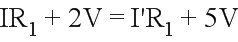 IR₁ + 2V = I'R₁ + 5V